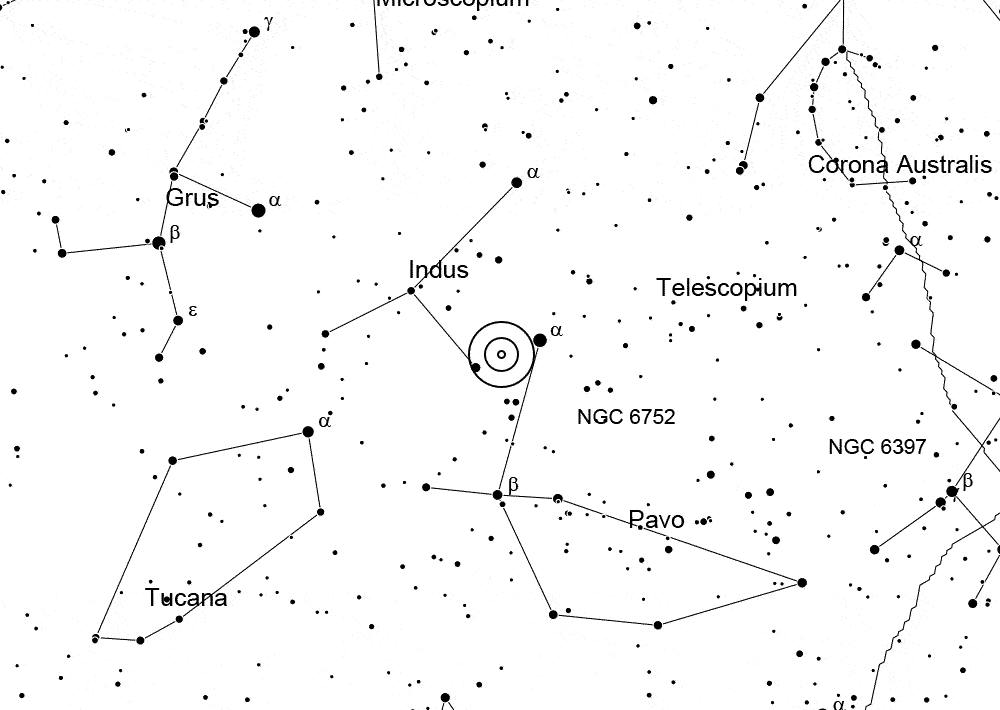 Microscopium
γ
Corona Australis
α
Grus
α
β
α
Indus
Telescopium
ε
α
NGC 6752
α
NGC 6397
β
β
Pavo
Tucana
α